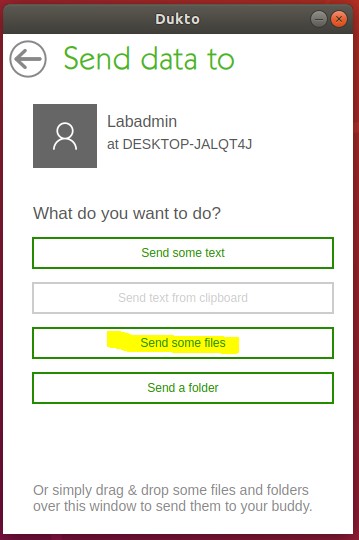 Dukto
Send data to
Labadmin
at DESKTOP-JALQT4J
What do you want to do?
Send some text
Send text from clipboard
Send some files
Send a folder
Or simply drag & drop some files and folders
over this window to send them to your buddy.